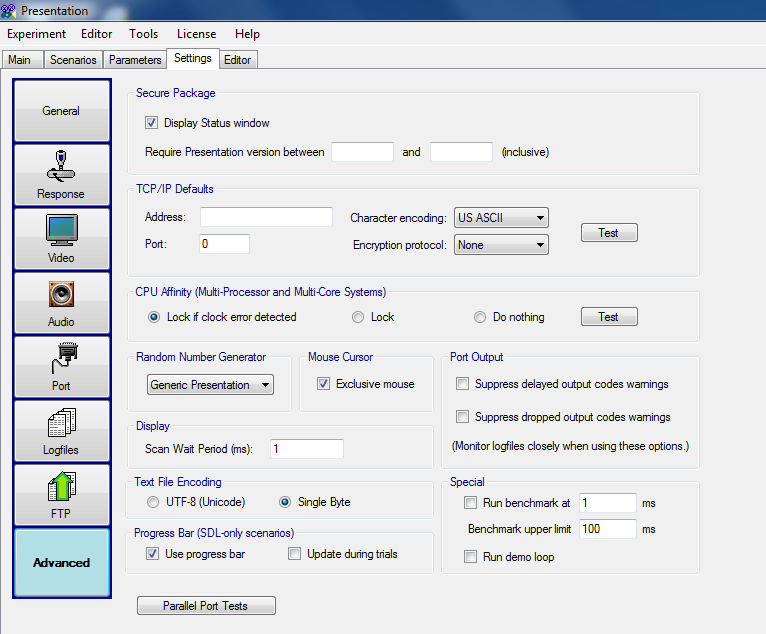 Presentation
Experiment Editor Tools License Help
Main Scenarios Parameters Settings Editor
General
Response
Video
Audio
Port
Logfiles
FTP
Advanced
Secure Package
Display Status window
Require Presentation version between and (inclusive)
TCP/IP Defaults
Address: Character encoding: US ASCII
Port: 0 Encryption protocol: None
Test
CPU Affinity (Multi-Processor and Multi-Core Systems)
Lock if clock error detected Lock Do nothing Test
Random Number Generator
Generic Presentation
Mouse Cursor
Exclusive mouse
Port Output
Suppress delayed output codes warnings
Suppress dropped output codes warnings
(Monitor logfiles closely when using these options.)
Display
Scan Wait Period (ms): 1
Text File Encoding
UTF-8 (Unicode) Single Byte
Special
Run benchmark at 1 ms
Benchmark upper limit 100 ms
Run demo loop
Progress Bar (SDL-only scenarios)
Use progress bar Update during trials
Parallel Port Tests